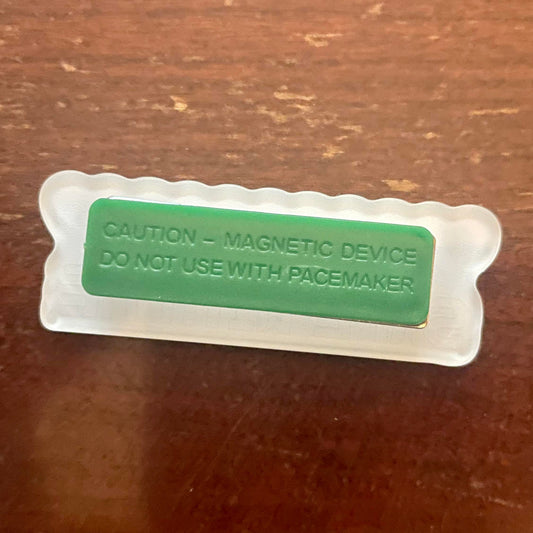 CAUTION – MAGNETIC DEVICE
DO NOT USE WITH PACEMAKER